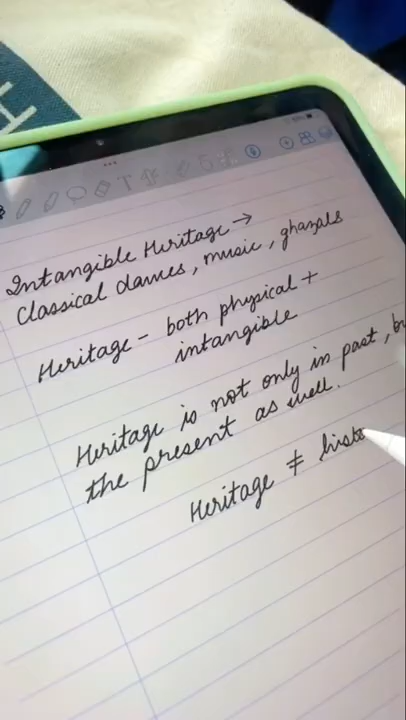 Intangible Heritage →
Classical dances, music, ghazals
Heritage - both physical +
intangible
Heritage is not only in past, b
the present as well.
Heritage ≠ histo